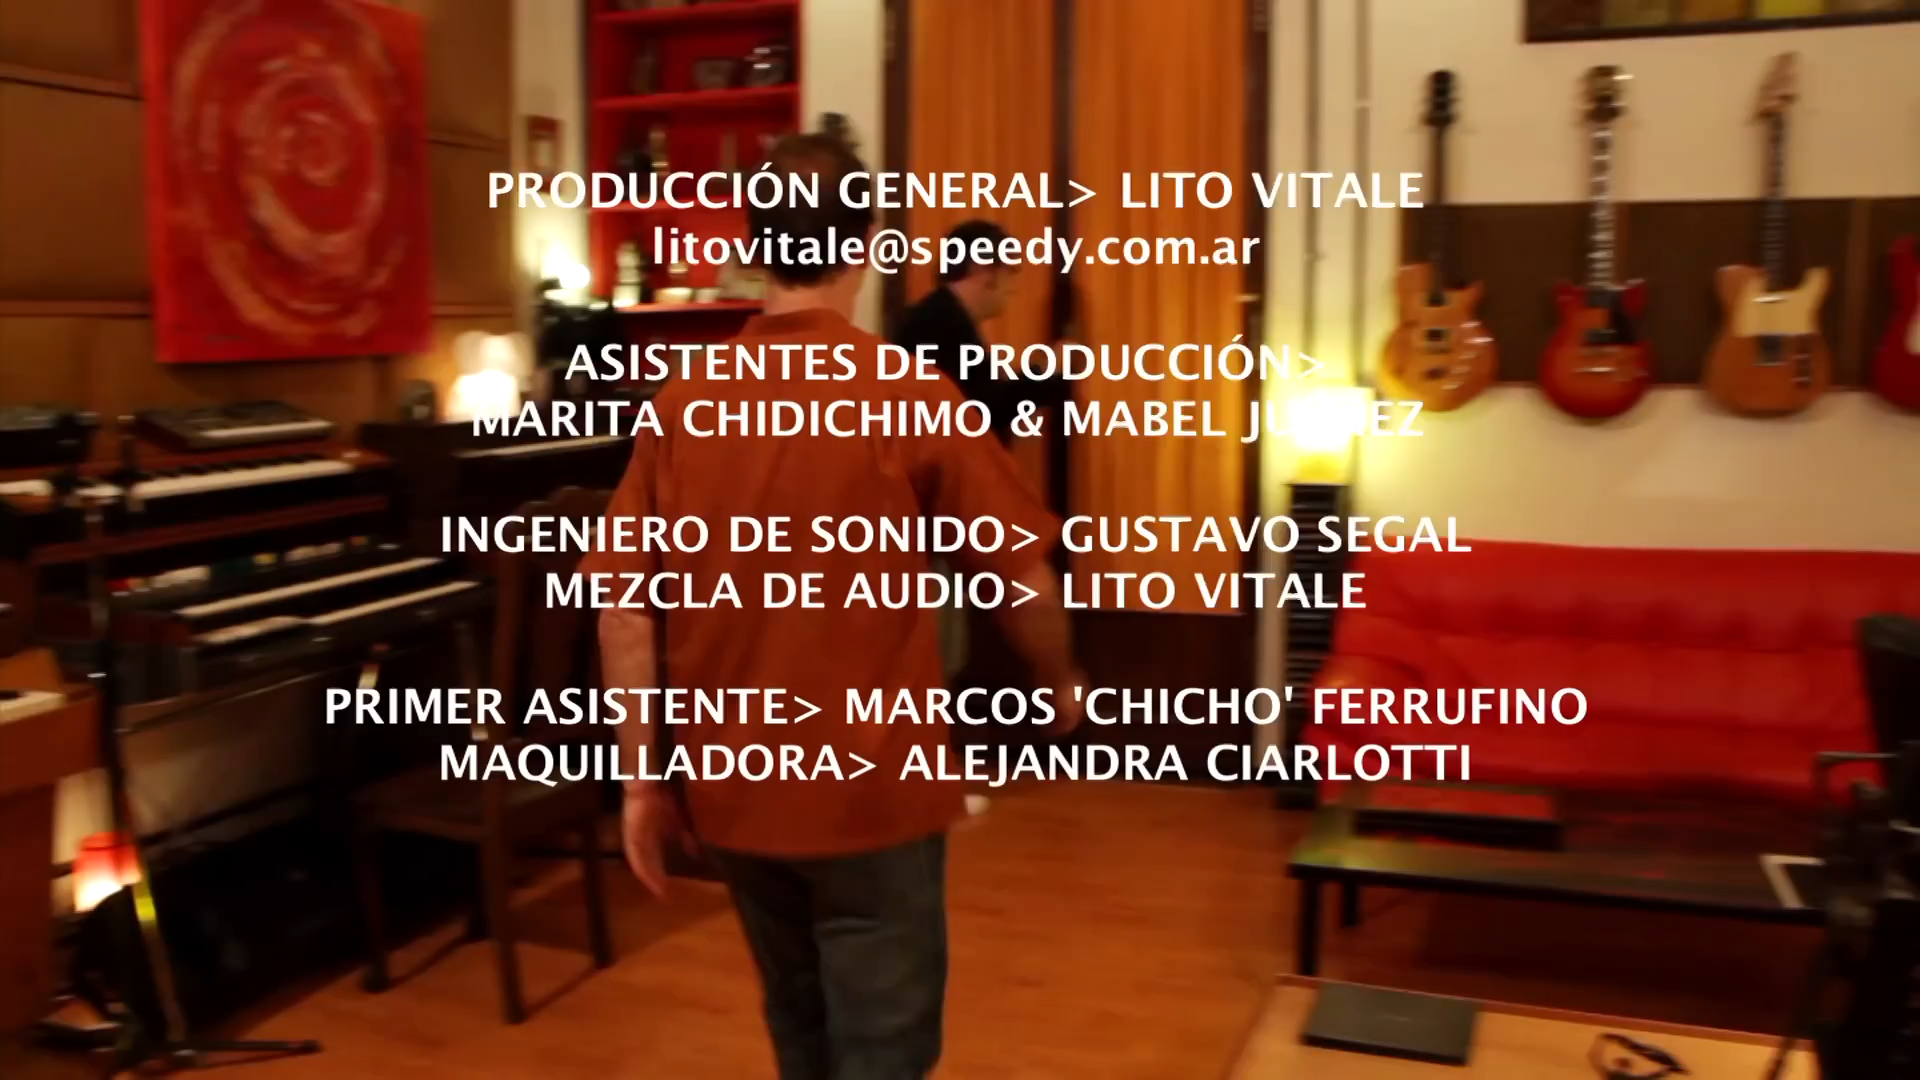 PRODUCCIÓN GENERAL> LITO VITALE
litovitale@speedy.com.ar
ASISTENTES DE PRODUCCIÓN>
MARITA CHIDICHIMO & MABEL
INGENIERO DE SONIDO> GUSTAVO SEGAL
MEZCLA DE AUDIO> LITO VITALE
PRIMER ASISTENTE> MARCOS 'CHICHO' FERRUFINO
MAQUILLADORA> ALEJANDRA CIARLOTTI